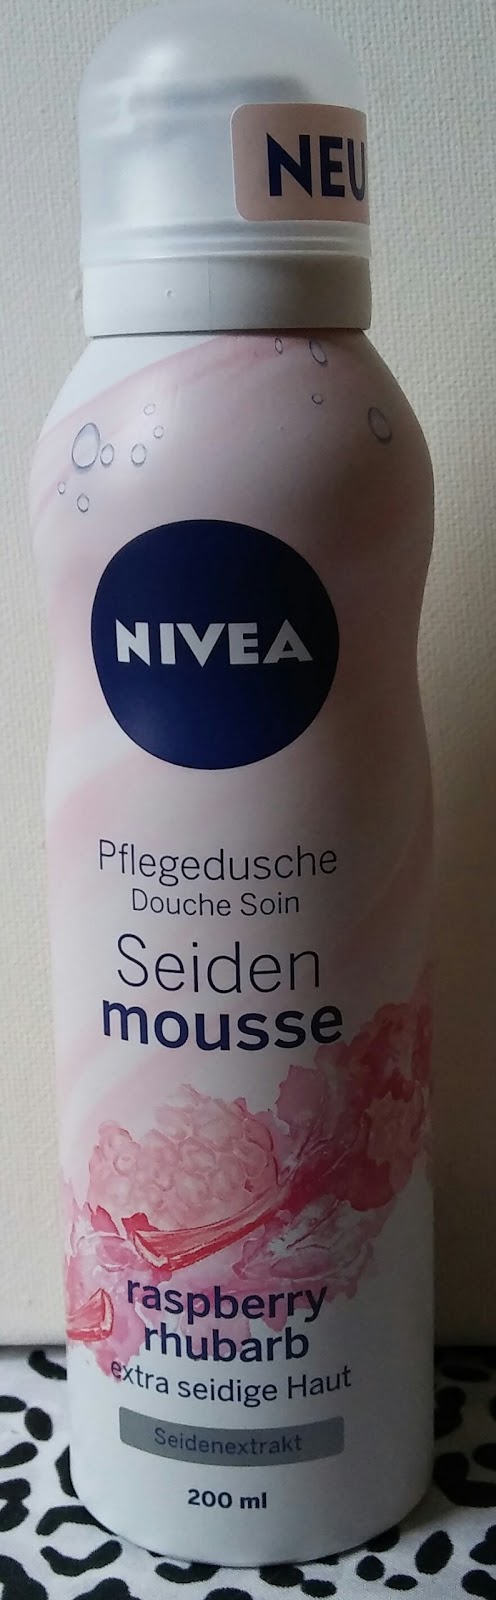 NEU
NIVEA
Pflegedusche
Douche Soin
Seiden
mousse
raspberry
rhubarb
extra seidige Haut
Seidenextrakt
200 ml